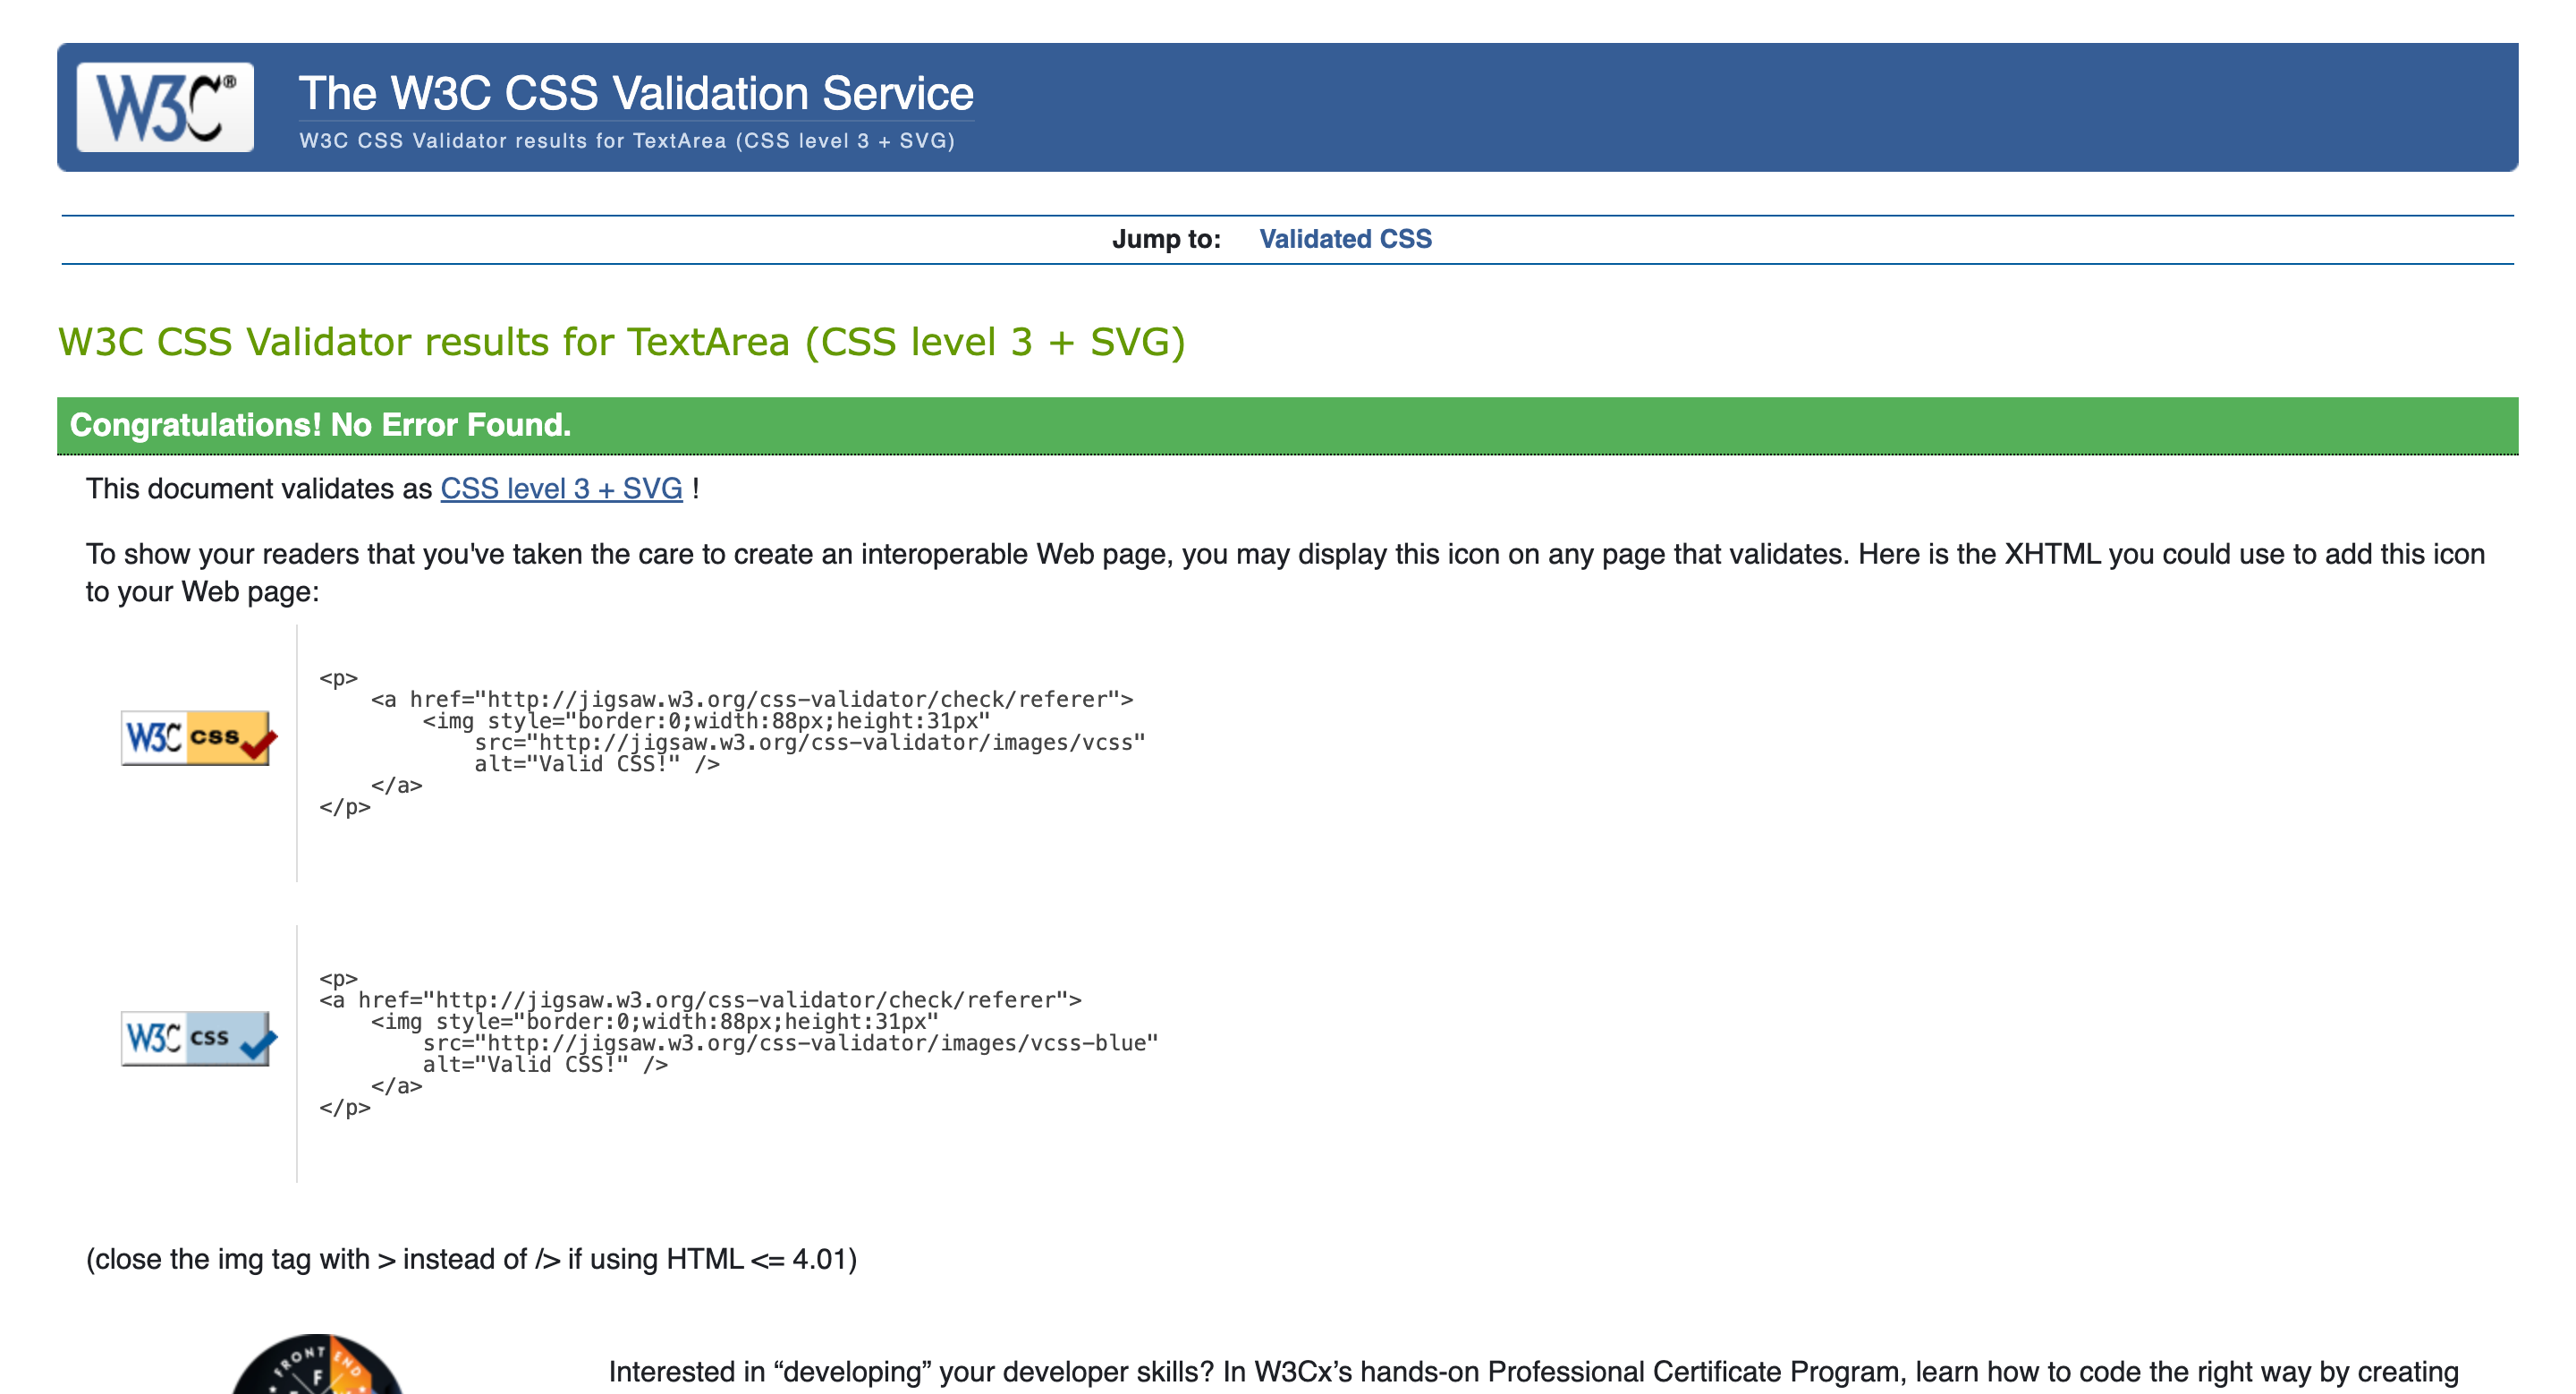 W3C®
The W3C CSS Validation Service
W3C CSS Validator results for TextArea (CSS level 3 + SVG)
Jump to: Validated CSS
W3C CSS Validator results for TextArea (CSS level 3 + SVG)
Congratulations! No Error Found.
This document validates as CSS level 3 + SVG !
To show your readers that you've taken the care to create an interoperable Web page, you may display this icon on any page that validates. Here is the XHTML you could use to add this icon
to your Web page:
W3C css
<p>
    <a href="http://jigsaw.w3.org/css-validator/check/referer">
        <img style="border:0;width:88px;height:31px"
            src="http://jigsaw.w3.org/css-validator/images/vcss"
            alt="Valid CSS!" />
    </a>
</p>
W3C css
<p>
<a href="http://jigsaw.w3.org/css-validator/check/referer">
    <img style="border:0;width:88px;height:31px"
        src="http://jigsaw.w3.org/css-validator/images/vcss-blue"
        alt="Valid CSS!" />
    </a>
</p>
(close the img tag with > instead of /> if using HTML <= 4.01)
FRONT END
F
Interested in “developing” your developer skills? In W3Cx’s hands-on Professional Certificate Program, learn how to code the right way by creating